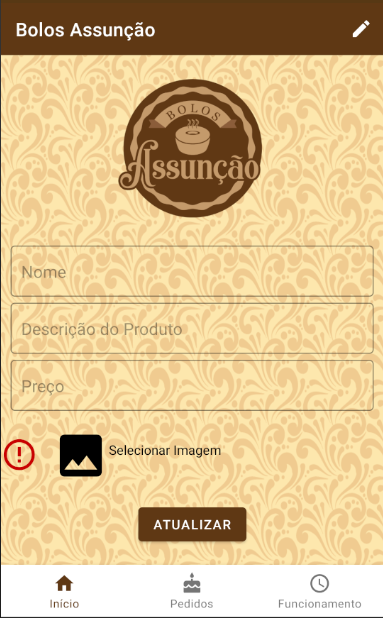 Bolos Assunção
BOLOS
Assunção
Nome
Descrição do Produto
Preço
Selecionar Imagem
ATUALIZAR
Início
Pedidos
Funcionamento